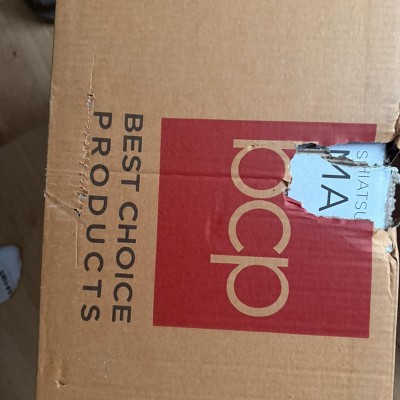 bcp
BEST CHOICE
PRODUCTS
SHIATSU
MA